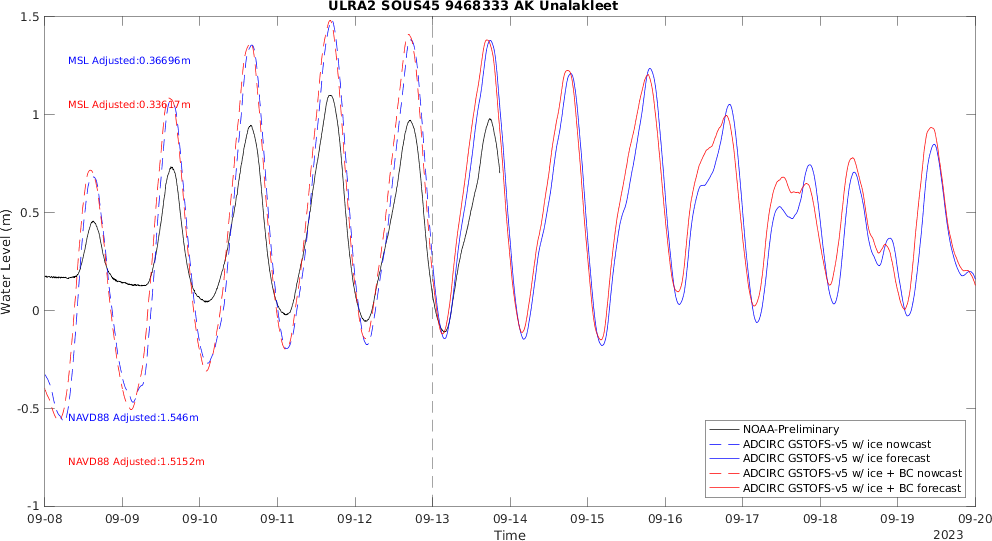 ULRA2 SOUS45 9468333 AK Unalakleet
1.5
1
0.5
0
-0.5
-1
Water Level (m)
MSL Adjusted:0.36696m
MSL Adjusted:0.33617m
NAVD88 Adjusted:1.546m
NAVD88 Adjusted:1.5152m
NOAA-Preliminary
ADCIRC GSTOFS-v5 w/ ice nowcast
ADCIRC GSTOFS-v5 w/ ice forecast
ADCIRC GSTOFS-v5 w/ ice + BC nowcast
ADCIRC GSTOFS-v5 w/ ice + BC forecast
09-08 09-09 09-10 09-11 09-12 09-13 09-14 09-15 09-16 09-17 09-18 09-19 09-20
Time
2023